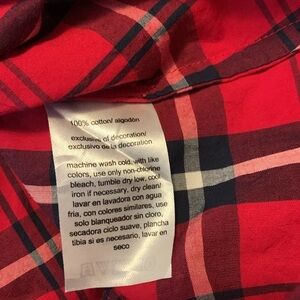 100% cotton/ algodón
exclusive of decoration/
exclusivo de la decoración
machine wash cold, with like
colors, use only non-chlorine
bleach, tumble dry low, cool
iron if necessary, dry clean/
lavar en lavadora con agua
fria, con colores similares, use
solo blanqueador sin cloro,
secadora ciclo suave, plancha
tibia si es necesario, lavar en
seco